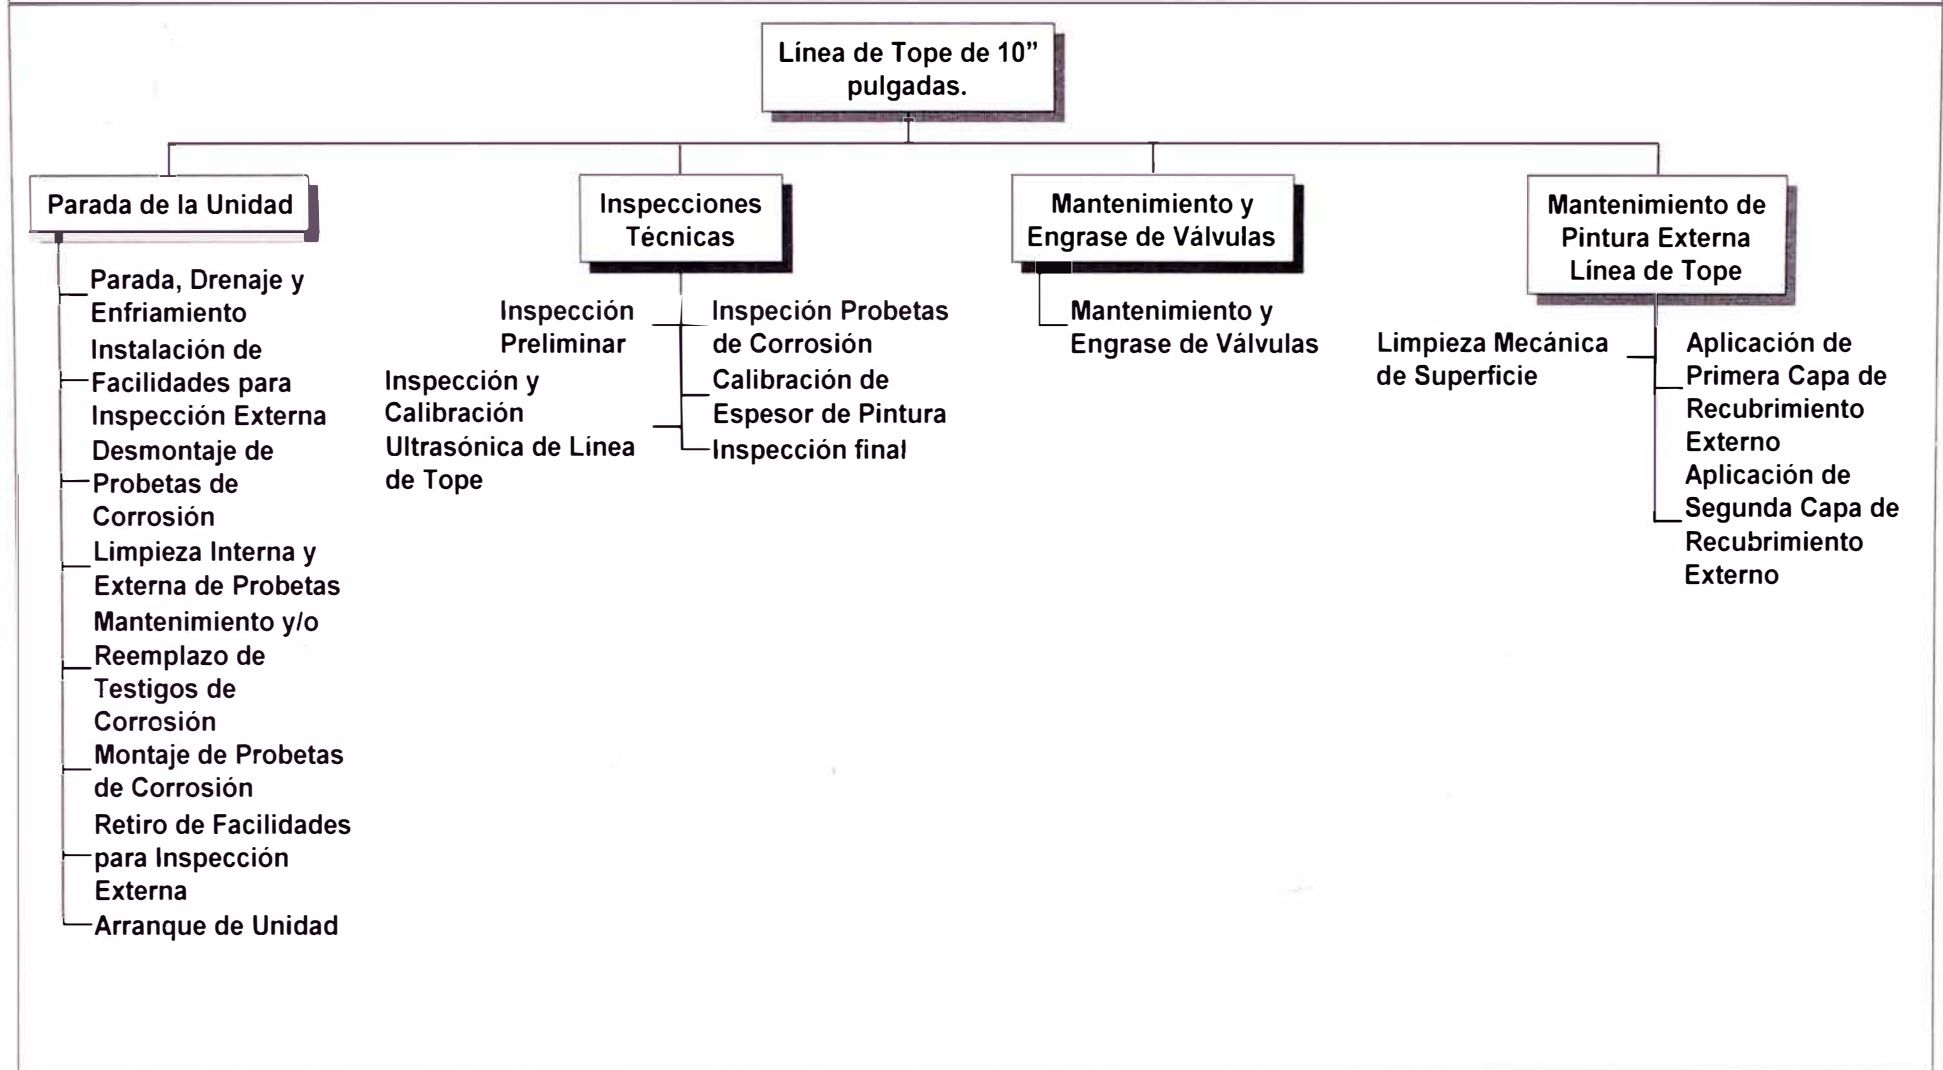 Línea de Tope de 10”
pulgadas.
Parada de la Unidad
Parada, Drenaje y
Enfriamiento
Instalación de
Facilidades para
Inspección Externa
Desmontaje de
Probetas de
Corrosión
Limpieza Interna y
Externa de Probetas
Mantenimiento y/o
Reemplazo de
Testigos de
Corrosión
Montaje de Probetas
de Corrosión
Retiro de Facilidades
para Inspección
Externa
Arranque de Unidad
Inspecciones
Técnicas
Inspección
Preliminar
Inspección y
Calibración
Ultrasónica de Línea
de Tope
Inspeción Probetas
de Corrosión
Calibración de
Espesor de Pintura
Inspección final
Mantenimiento y
Engrase de Válvulas
Mantenimiento y
Engrase de Válvulas
Mantenimiento de
Pintura Externa
Línea de Tope
Limpieza Mecánica
de Superficie
Aplicación de
Primera Capa de
Recubrimiento
Externo
Aplicación de
Segunda Capa de
Recubrimiento
Externo